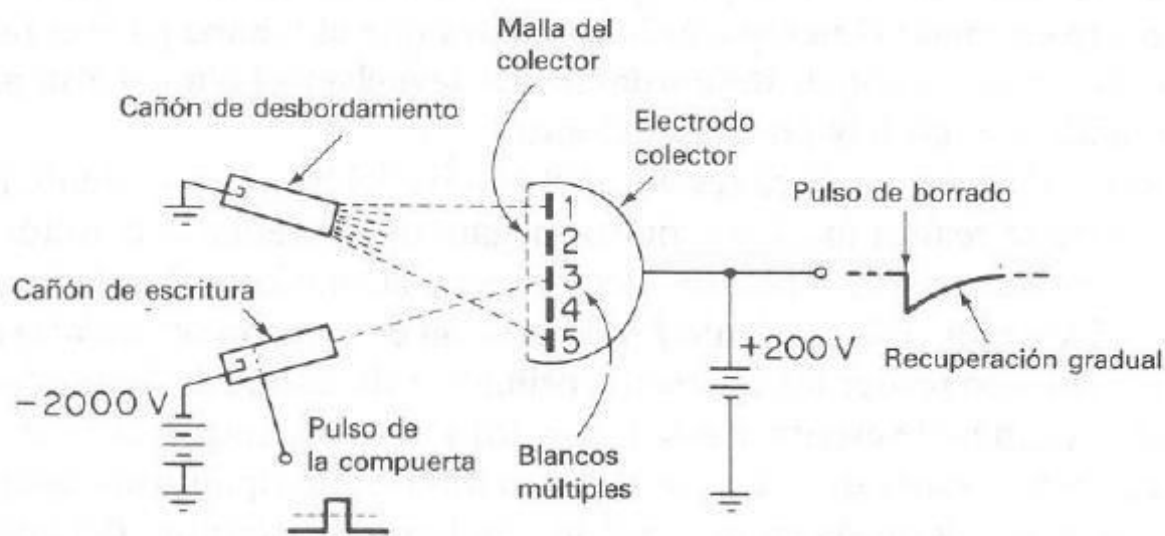 Malla del
colector
Cañón de desbordamiento
Electrodo
colector
Pulso de borrado
1
2
3
4
5
Cañón de escritura
+200 V
Recuperación gradual
−2000 V
Pulso de
la compuerta
Blancos
múltiples